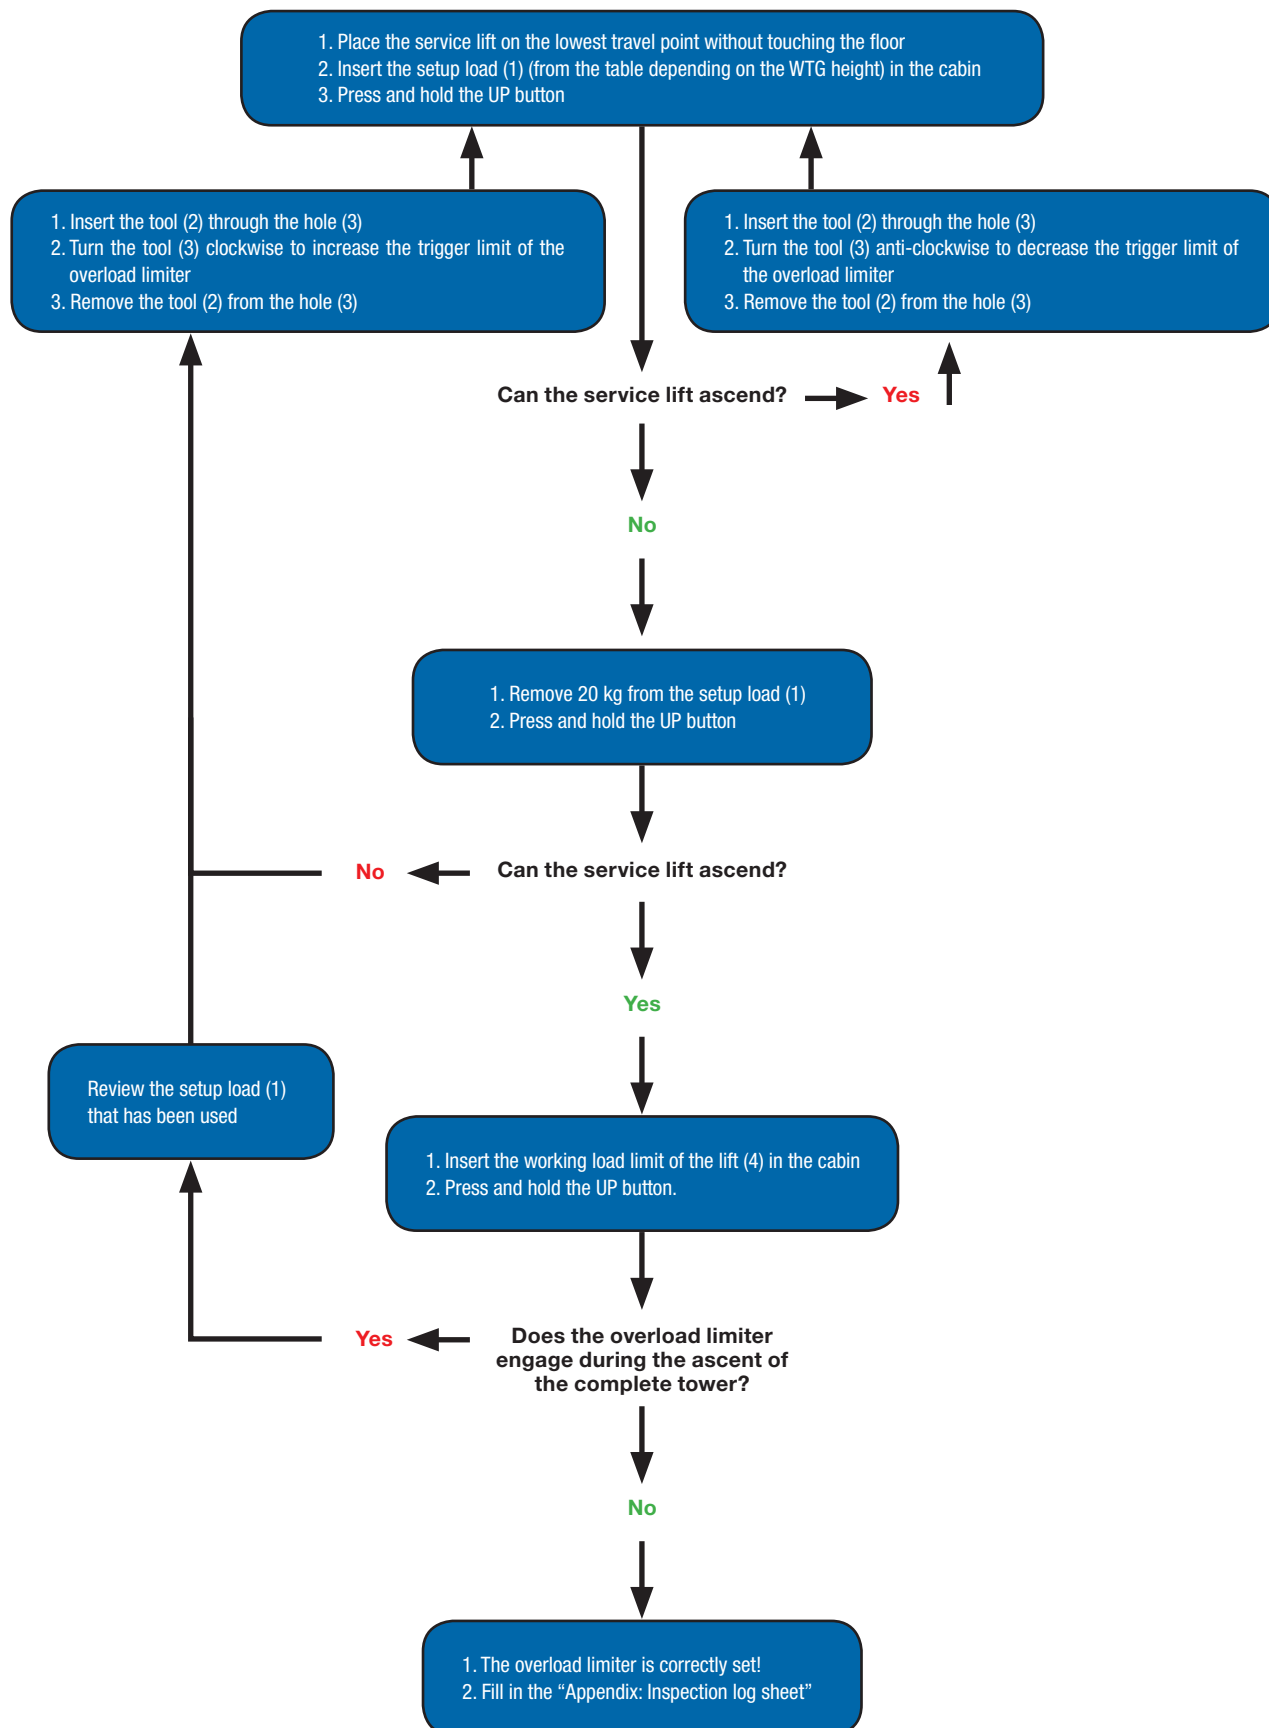 1. Place the service lift on the lowest travel point without touching the floor
2. Insert the setup load (1) (from the table depending on the WTG height) in the cabin
3. Press and hold the UP button
1. Insert the tool (2) through the hole (3)
2. Turn the tool (3) clockwise to increase the trigger limit of the
overload limiter
3. Remove the tool (2) from the hole (3)
1. Insert the tool (2) through the hole (3)
2. Turn the tool (3) anti-clockwise to decrease the trigger limit of
the overload limiter
3. Remove the tool (2) from the hole (3)
Can the service lift ascend?
Yes
No
1. Remove 20 kg from the setup load (1)
2. Press and hold the UP button
No
Can the service lift ascend?
Yes
Review the setup load (1)
that has been used
1. Insert the working load limit of the lift (4) in the cabin
2. Press and hold the UP button.
Yes
Does the overload limiter
engage during the ascent of
the complete tower?
No
1. The overload limiter is correctly set!
2. Fill in the “Appendix: Inspection log sheet”